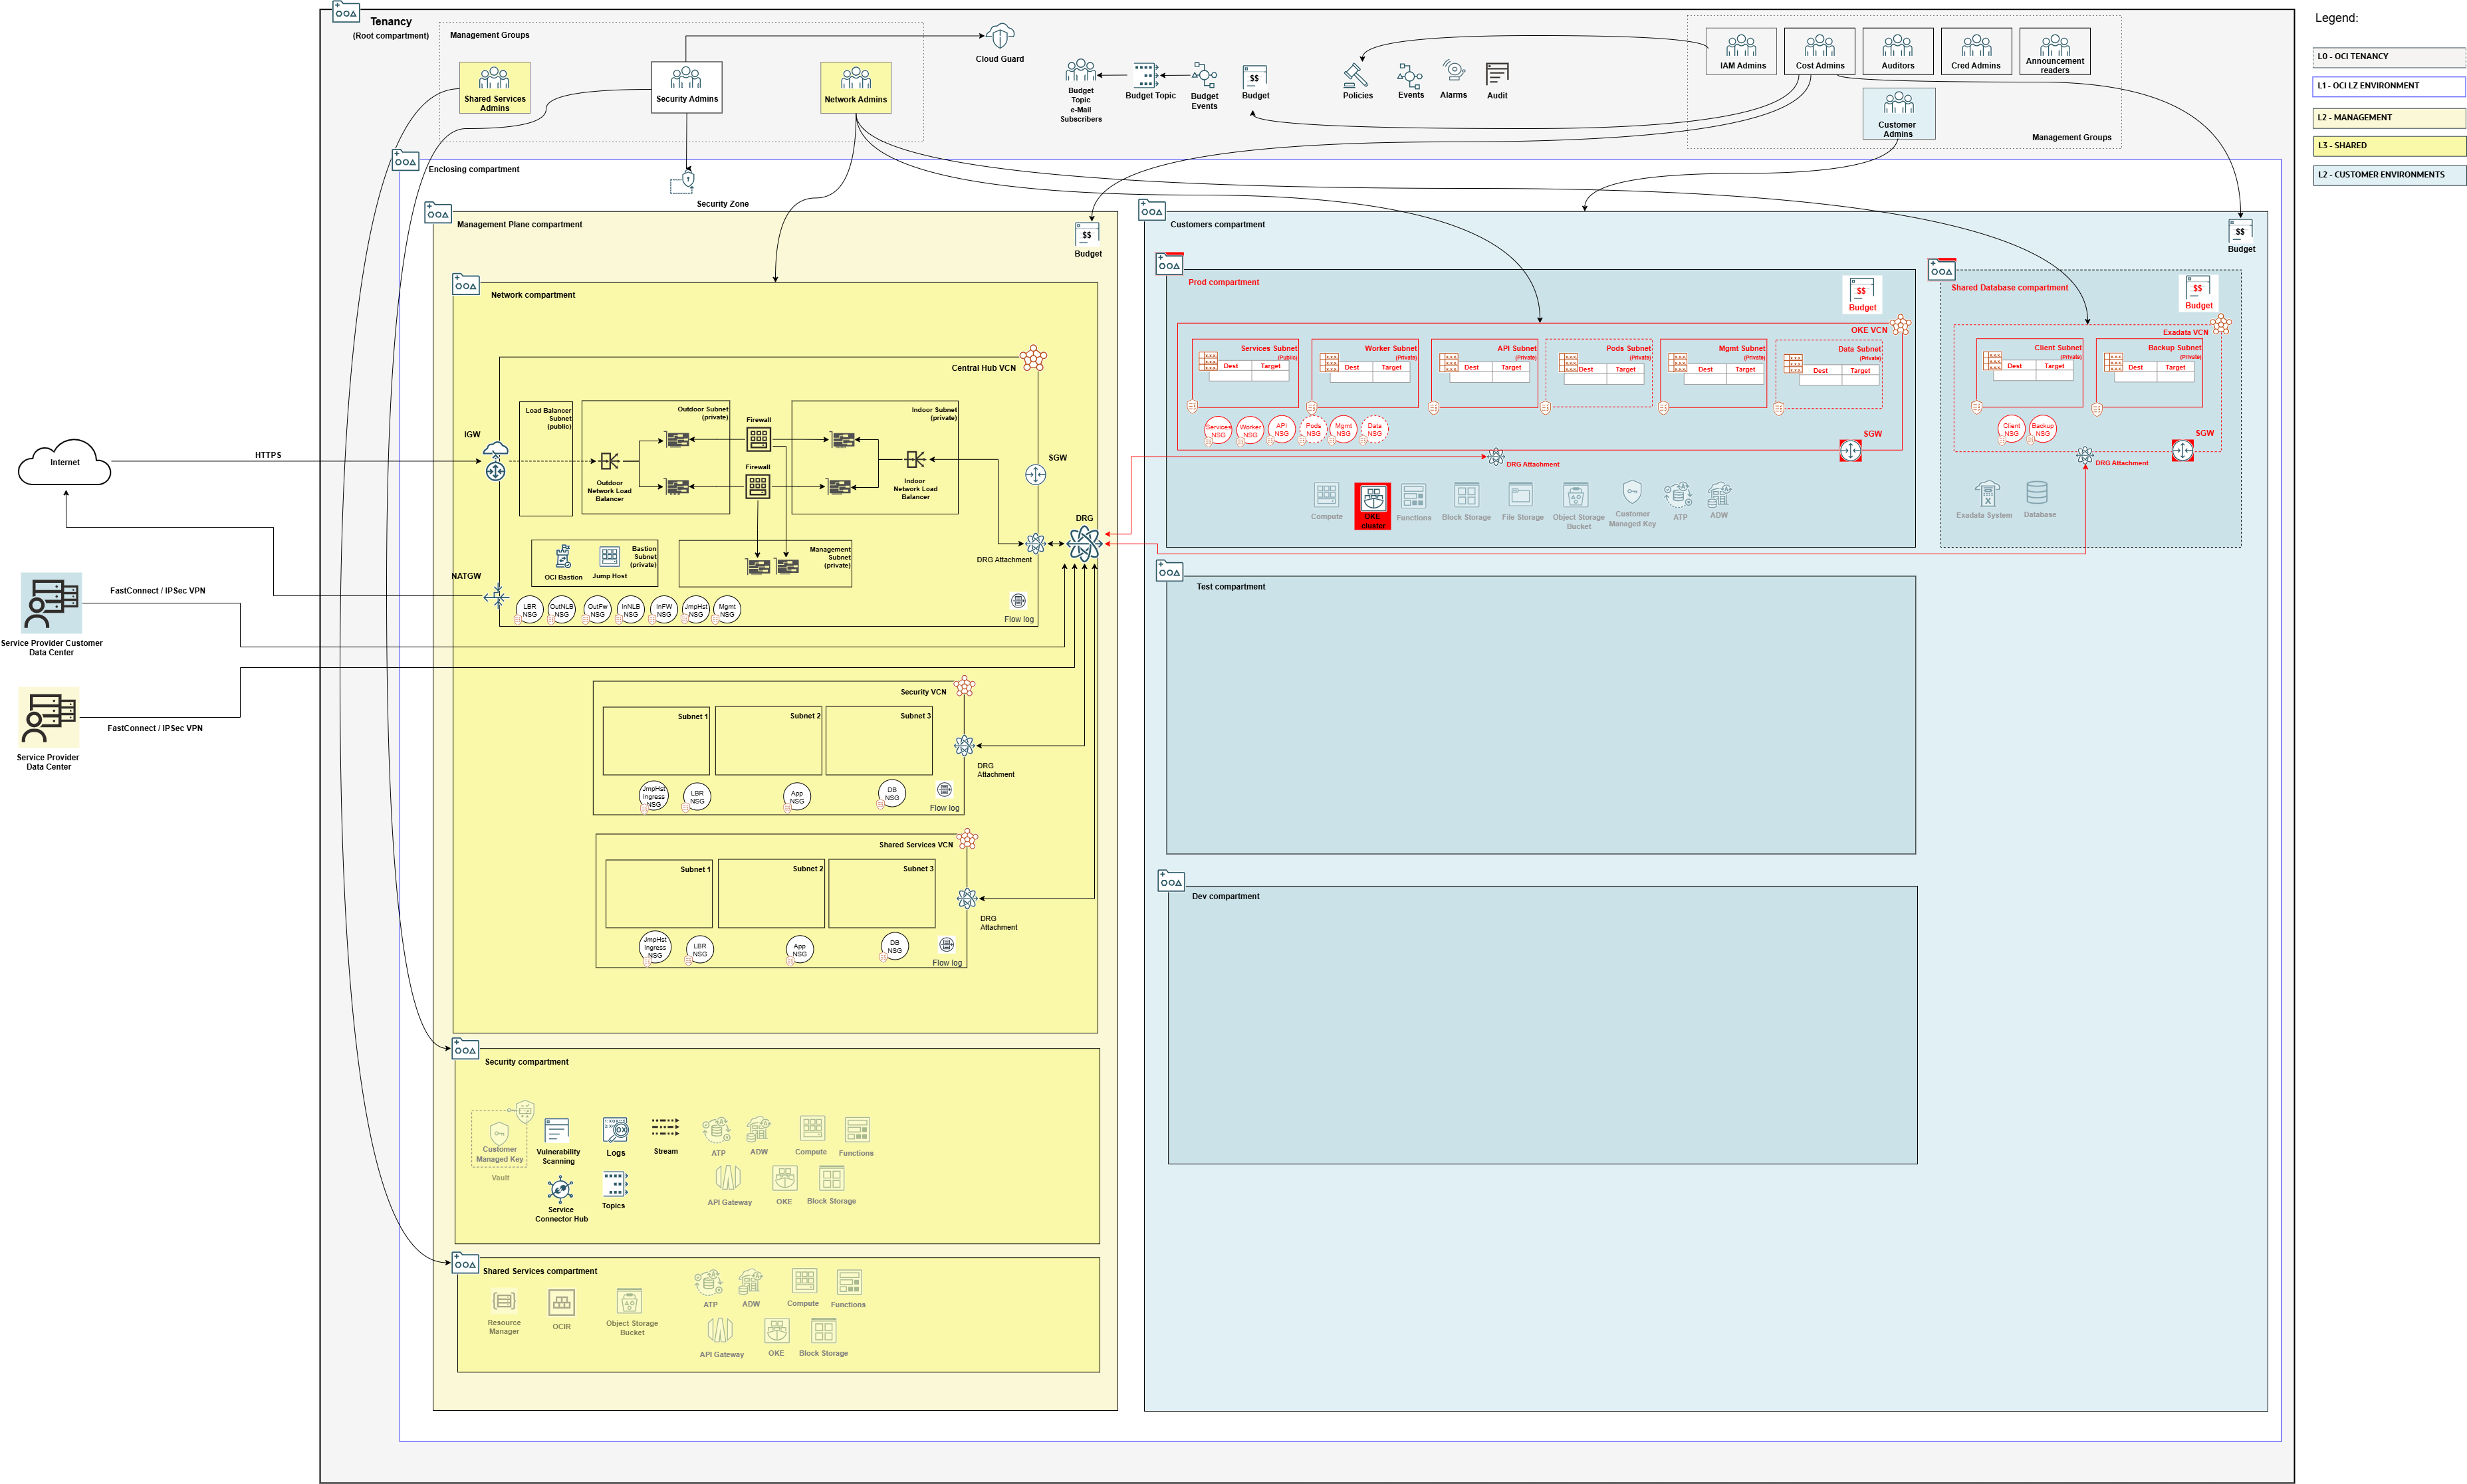 Tenancy
(Root compartment)
Management Groups
Shared Services
Admins
Security Admins
Network Admins
Cloud Guard
Budget
Topic
e-Mail
Subscribers
Budget Topic
Budget
Events
Budget
Policies
Events
Alarms
Audit
IAM Admins
Cost Admins
Auditors
Cred Admins
Announcement
readers
Customer
Admins
Management Groups
Legend:
L0 - OCI TENANCY
L1 - OCI LZ ENVIRONMENT
L2 - MANAGEMENT
L3 - SHARED
L2 - CUSTOMER ENVIRONMENTS
Enclosing compartment
Security Zone
Management Plane compartment
$$
Budget
Network compartment
Central Hub VCN
Load Balancer
Subnet
(public)
Outdoor Subnet
(private)
Firewall
Indoor Subnet
(private)
IGW
Outdoor
Network Load
Balancer
Firewall
Indoor
Network Load
Balancer
SGW
DRG
DRG Attachment
Bastion
Subnet
(private)
OCI Bastion
Jump Host
Management
Subnet
(private)
NATGW
LBR
NSG
OutNLB
NSG
OutFw
NSG
InNLB
NSG
InFW
NSG
JmpHst
NSG
Mgmt
NSG
Flow log
Internet
HTTPS
FastConnect / IPSec VPN
Service Provider Customer
Data Center
FastConnect / IPSec VPN
Service Provider
Data Center
Security VCN
Subnet 1
Subnet 2
Subnet 3
DRG
Attachment
JmpHst
Ingress
NSG
LBR
NSG
App
NSG
DB
NSG
Flow log
Shared Services VCN
Subnet 1
Subnet 2
Subnet 3
DRG
Attachment
JmpHst
Ingress
NSG
LBR
NSG
App
NSG
DB
NSG
Flow log
Security compartment
Customer
Managed Key
Vault
Vulnerability
Scanning
Logs
Stream
ATP
ADW
Compute
Functions
Service
Connector Hub
Topics
API Gateway
OKE
Block Storage
Shared Services compartment
Resource
Manager
OCIR
Object Storage
Bucket
ATP
ADW
Compute
Functions
API Gateway
OKE
Block Storage
Customers compartment
$$
Budget
Prod compartment
$$
Budget
OKE VCN
Services Subnet
(Public)
Dest Target
Worker Subnet
(Private)
Dest Target
API Subnet
(Private)
Dest Target
Pods Subnet
(Private)
Dest Target
Mgmt Subnet
(Private)
Dest Target
Data Subnet
(Private)
Dest Target
Services
NSG
Worker
NSG
API
NSG
Pods
NSG
Mgmt
NSG
Data
NSG
SGW
DRG Attachment
Compute
OKE
cluster
Functions
Block Storage
File Storage
Object Storage
Bucket
Customer
Managed Key
ATP
ADW
Shared Database compartment
$$
Budget
Exadata VCN
Client Subnet
(Private)
Dest Target
Backup Subnet
(Private)
Dest Target
Client
NSG
Backup
NSG
SGW
DRG Attachment
Exadata System
Database
Test compartment
Dev compartment